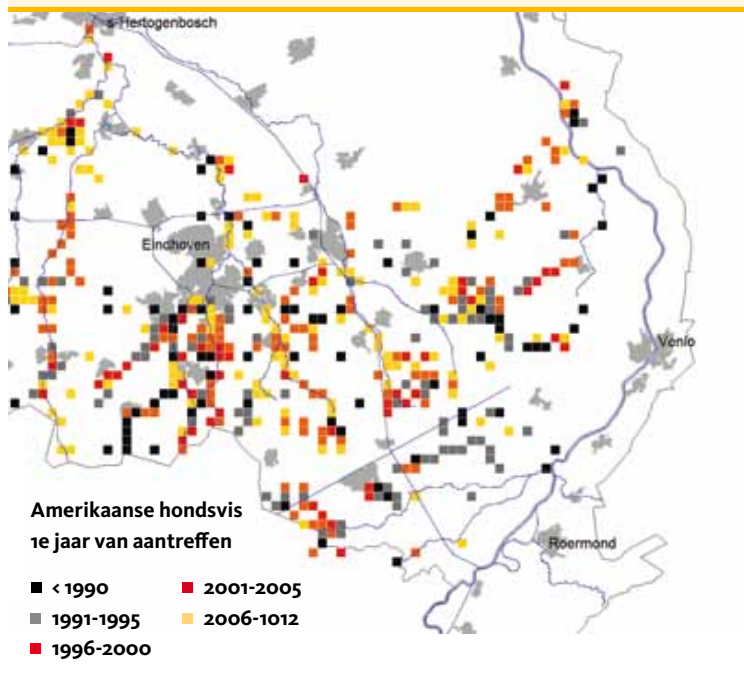 s-Hertogenbosch
Eindhoven
Venlo
Roermond
Amerikaanse hondsvis
1e jaar van aantreffen
< 1990
1991-1995
1996-2000
2001-2005
2006-1012